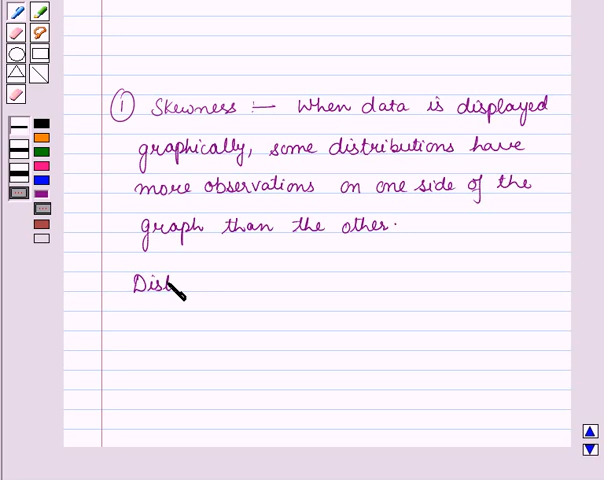 ① Skewness :— When data is displayed
graphically, some distributions have
more observations on one side of the
graph than the other.
Dist